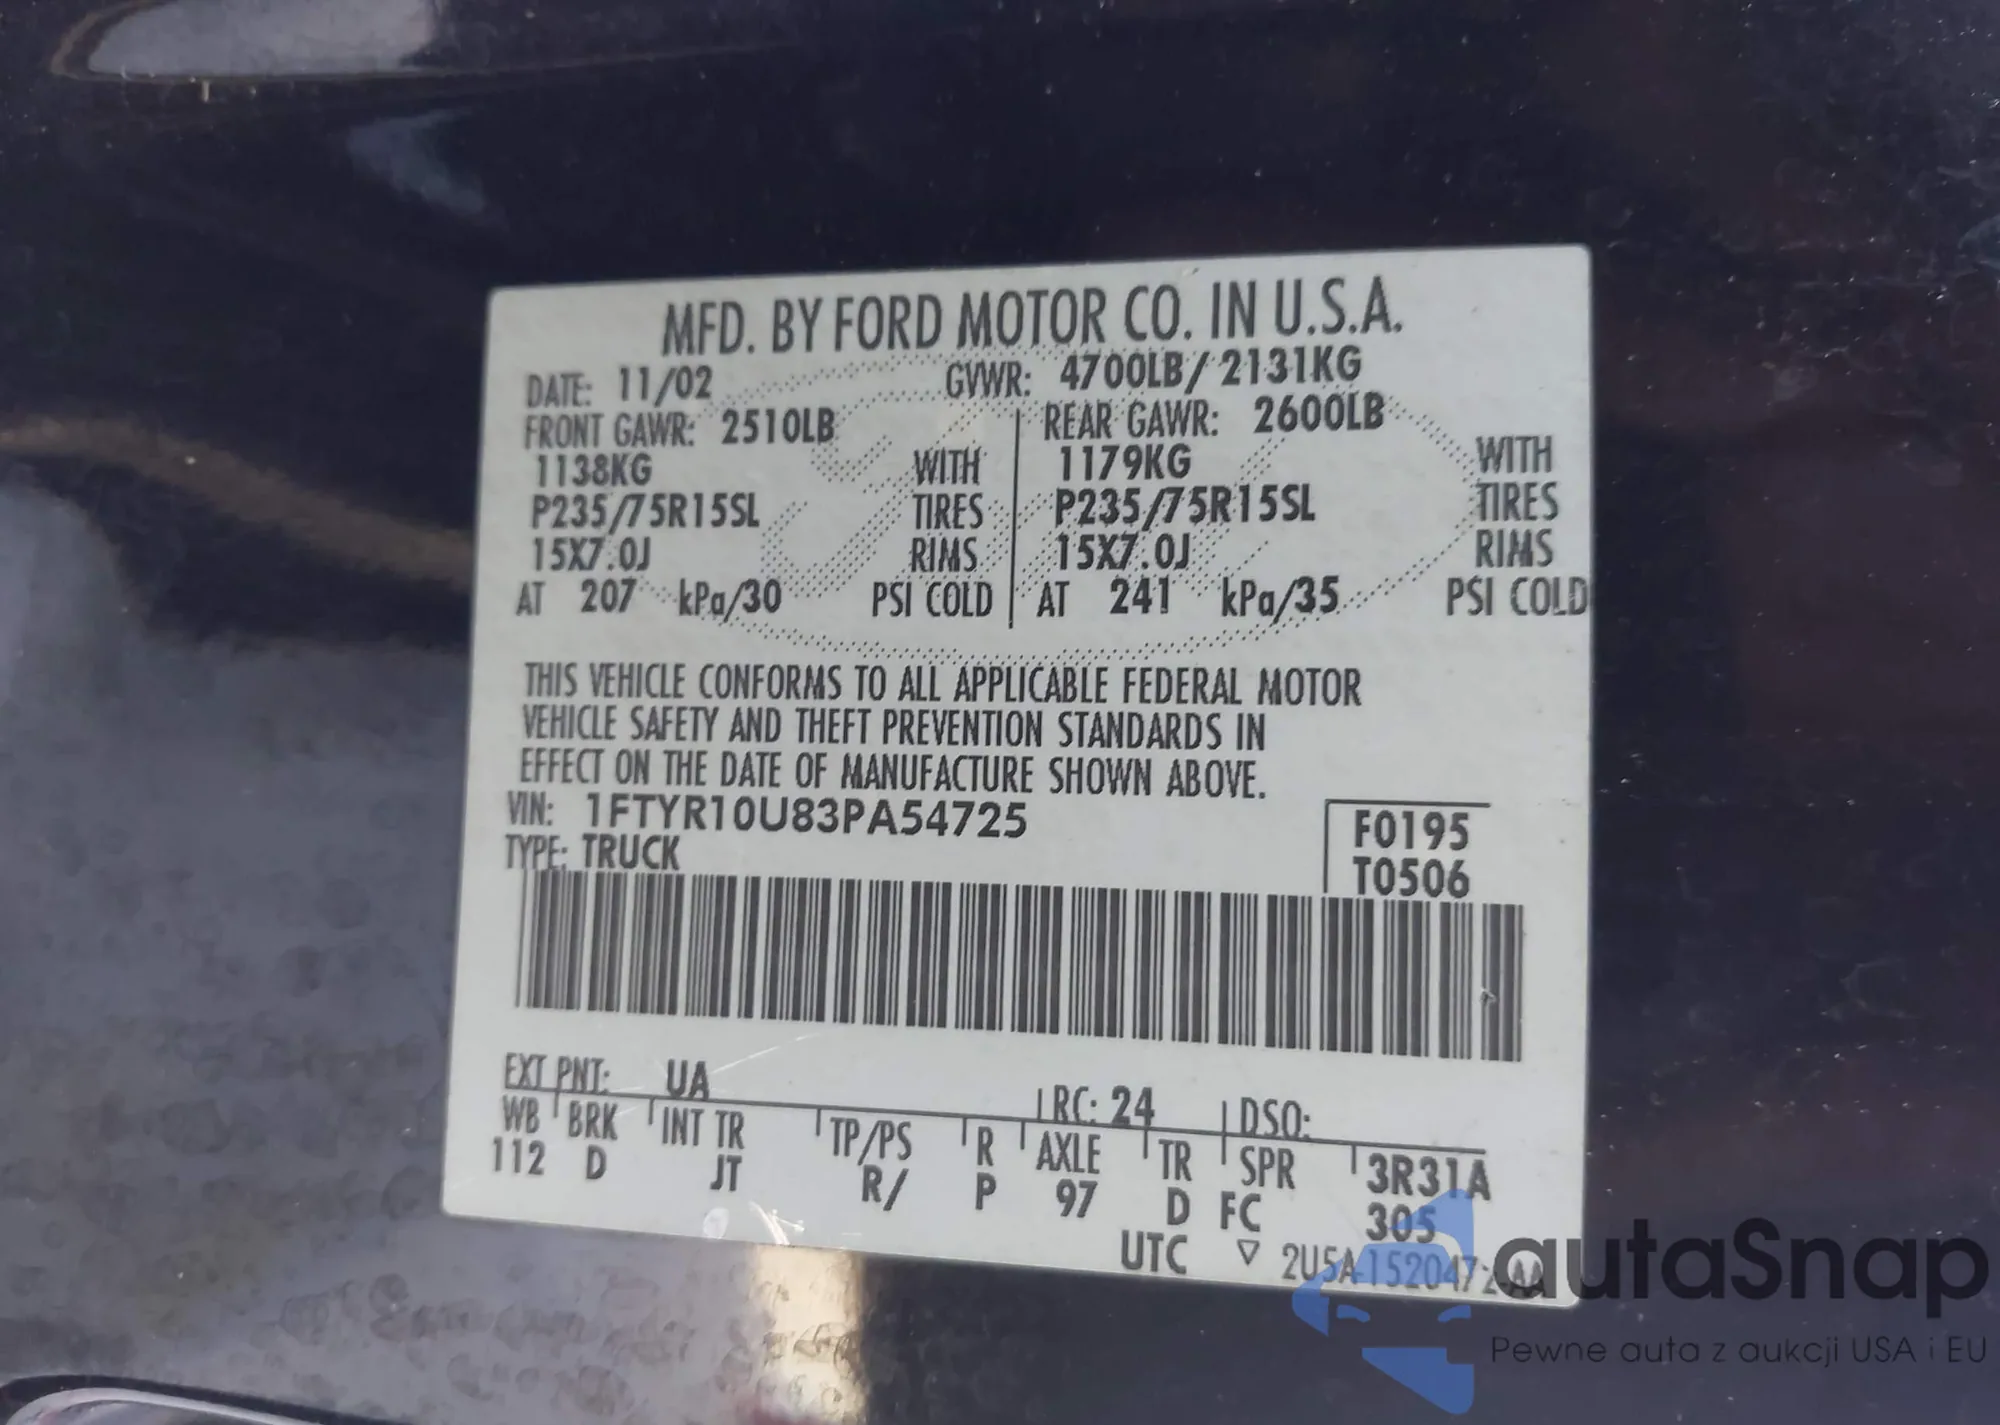 MFD. BY FORD MOTOR CO. IN U.S.A.
DATE: 11/02 GVWR: 4700LB/ 2131KG
FRONT GAWR: 2510LB REAR GAWR: 2600LB
1138KG WITH 1179KG WITH
P235/75R15SL TIRES P235/75R15SL TIRES
15X7.0J RIMS 15X7.0J RIMS
AT 207 kPa/30 PSI COLD AT 241 kPa/35 PSI COLD
THIS VEHICLE CONFORMS TO ALL APPLICABLE FEDERAL MOTOR
VEHICLE SAFETY AND THEFT PREVENTION STANDARDS IN
EFFECT ON THE DATE OF MANUFACTURE SHOWN ABOVE.
VIN: 1FTYR10U83PA54725 F0195
TYPE: TRUCK T0506
EXT PNT: UA RC: 24 DSO:
WB BRK INT TR TP/PS R AXLE TR SPR 3R31A
112 D JT R/ P 97 D FC 305
UTC ▽ 2U5A-1520472-AA
autaSnap
Pewne auta z aukcji USA i EU